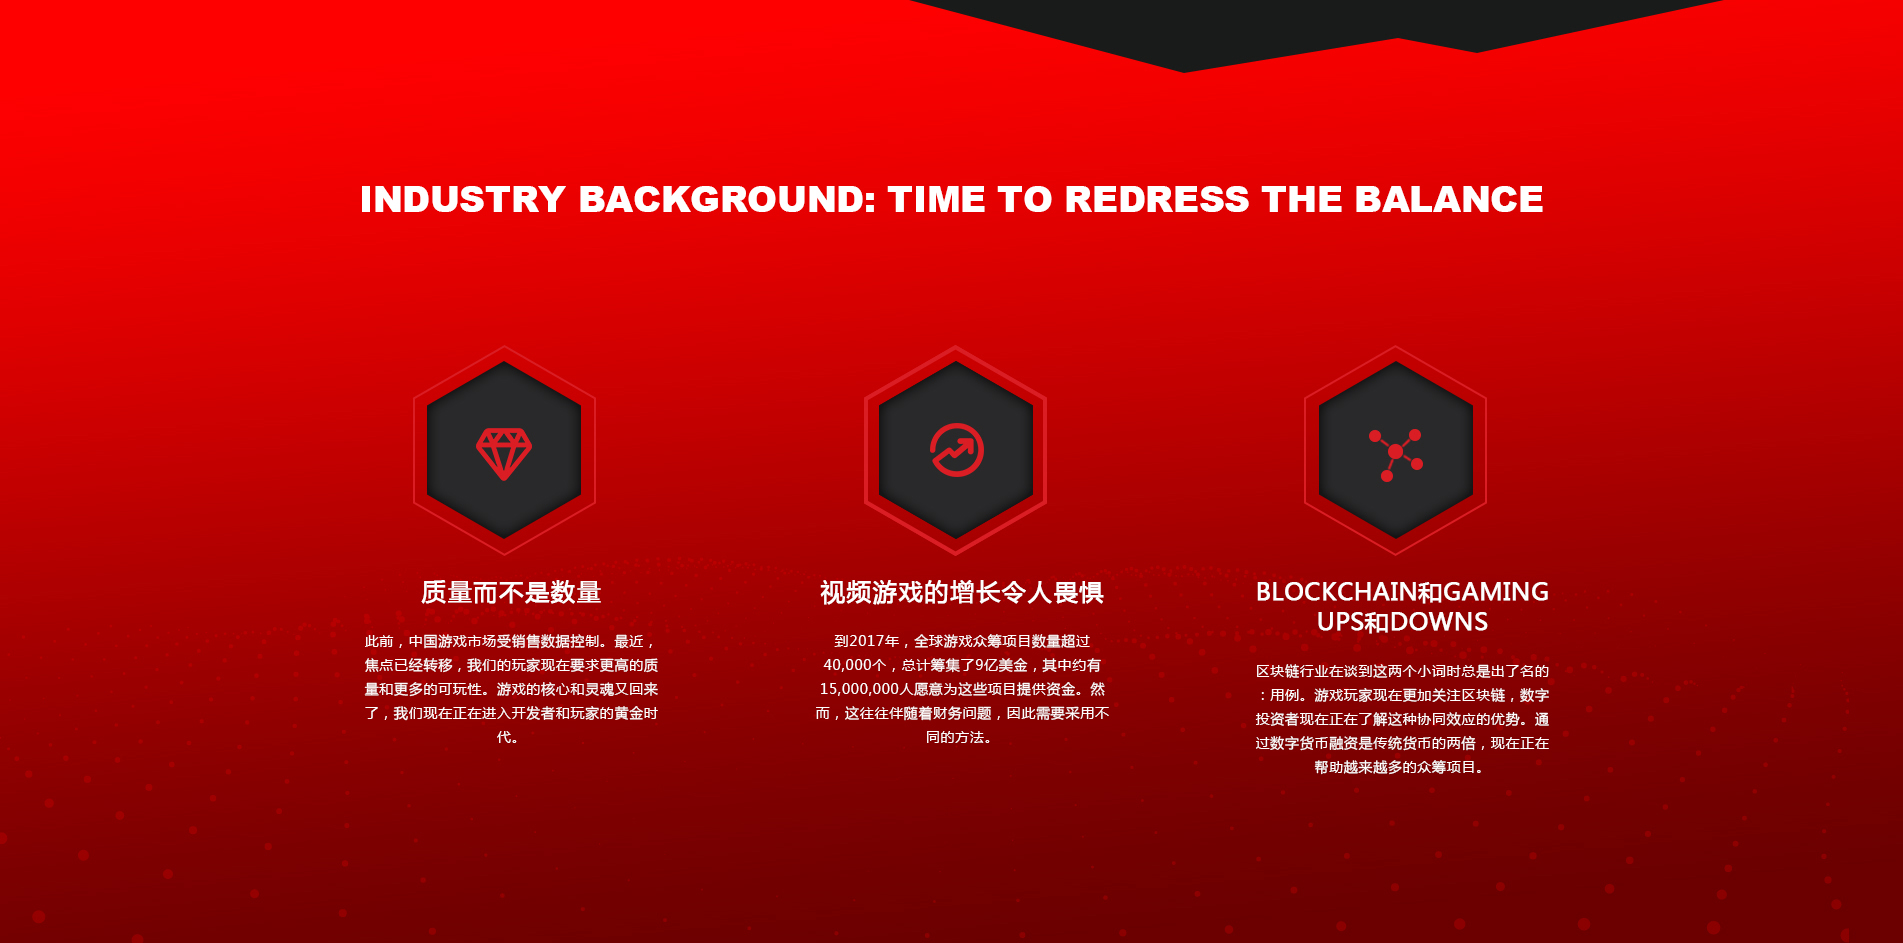 INDUSTRY BACKGROUND: TIME TO REDRESS THE BALANCE
质量而不是数量
此前，中国游戏市场受销售数据控制。最近，
焦点已经转移，我们的玩家现在要求更高的质
量和更多的可玩性。游戏的核心和灵魂又回来
了，我们现在正在进入开发者和玩家的黄金时
代。
视频游戏的增长令人畏惧
到2017年，全球游戏众筹项目数量超过
40,000个，总计筹集了9亿美金，其中约有
15,000,000人愿意为这些项目提供资金。然
而，这往往伴随着财务问题，因此需要采用不
同的方法。
BLOCKCHAIN和GAMING
UPS和DOWNS
区块链行业在谈到这两个小词时总是出了名的
：用例。游戏玩家现在更加关注区块链，数字
投资者现在正在了解这种协同效应的优势。通
过数字货币融资是传统货币的两倍，现在正在
帮助越来越多的众筹项目。